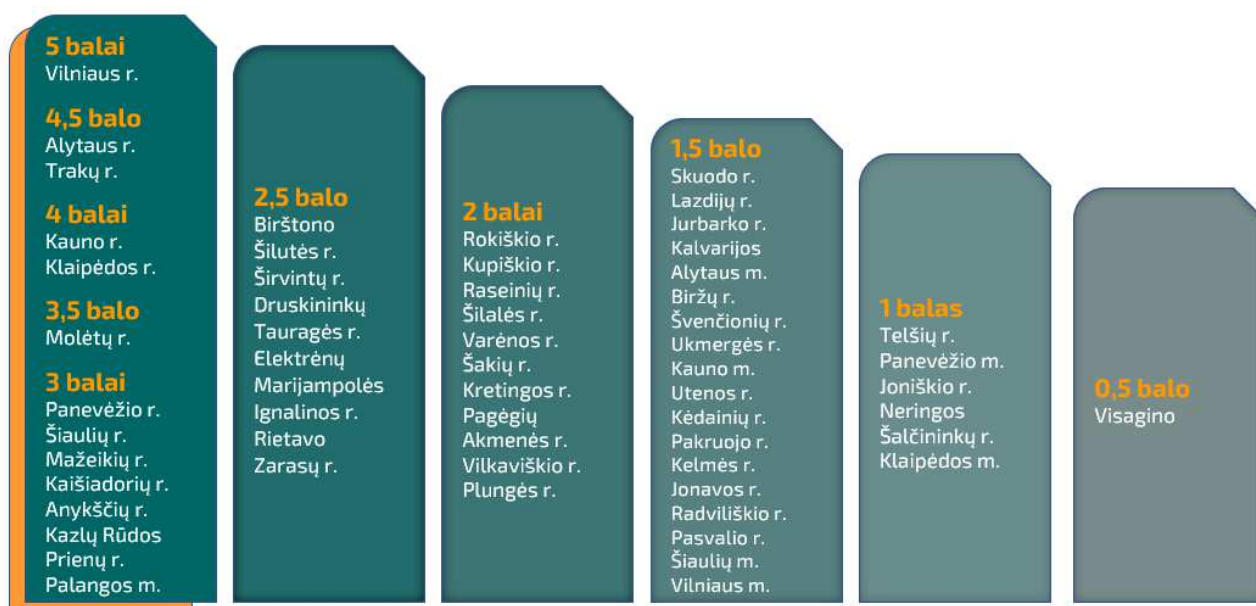 5 balai
Vilniaus r.
4,5 balo
Alytaus r.
Trakų r.
4 balai
Kauno r.
Klaipėdos r.
3,5 balo
Molėtų r.
3 balai
Panevėžio r.
Šiaulių r.
Mažeikių r.
Kaišiadorių r.
Anykščių r.
Kazlų Rūdos
Prienų r.
Palangos m.
2,5 balo
Birštono
Šilutės r.
Širvintų r.
Druskininkų
Tauragės r.
Elektrėnų
Marijampolės
Ignalinos r.
Rietavo
Zarasų r.
2 balai
Rokiškio r.
Kupiškio r.
Raseinių r.
Šilalės r.
Varėnos r.
Šakių r.
Kretingos r.
Pagėgių
Akmenės r.
Vilkaviškio r.
Plungės r.
1,5 balo
Skuodo r.
Lazdijų r.
Jurbarko r.
Kalvarijos
Alytaus m.
Biržų r.
Švenčionių r.
Ukmergės r.
Kauno m.
Utenos r.
Kėdainių r.
Pakruojo r.
Kelmės r.
Jonavos r.
Radviliškio r.
Pasvalio r.
Šiaulių m.
Vilniaus m.
1 balas
Telšių r.
Panevėžio m.
Joniškio r.
Neringos
Šalčininkų r.
Klaipėdos m.
0,5 balo
Visagino